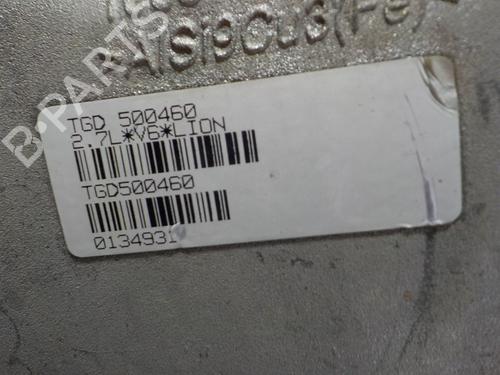 AlSi9Cu3(Fe)
TGD 500460
2.7L*V6*LION
TGD500460
0134931
B-PARTS